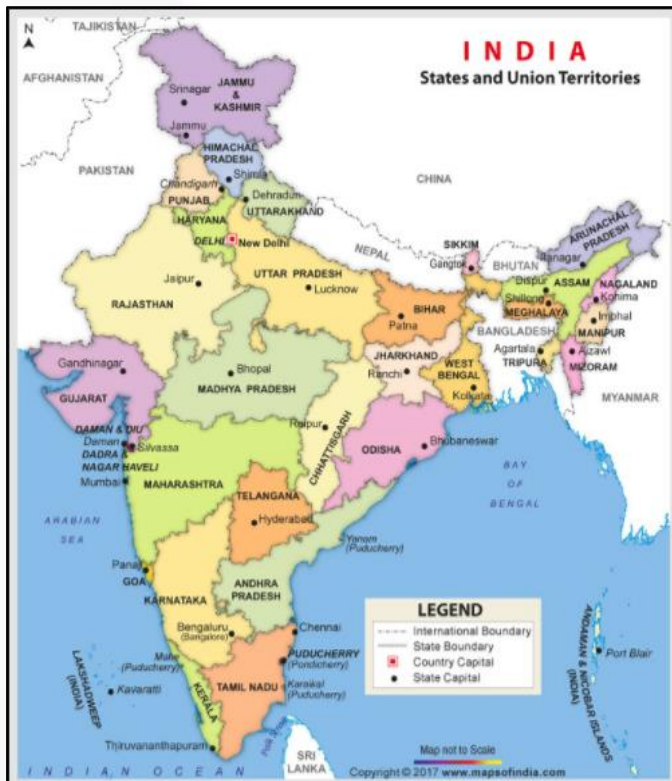 TAJIKISTAN
N
INDIA
States and Union Territories
AFGHANISTAN
Srinagar
JAMMU
&
KASHMIR
Jammu
HIMACHAL
PRADESH
PAKISTAN
Shimla
CHINA
Chandigarh
PUNJAB
Dehradun
UTTARAKHAND
HARYANA
DELHI
New Delhi
NEPAL
SIKKIM
Gangtok
BHUTAN
ARUNACHAL
PRADESH
Itanagar
Jaipur
RAJASTHAN
UTTAR PRADESH
Lucknow
Dispur
ASSAM
NAGALAND
Kohima
Shillong
MEGHALAYA
BIHAR
Patna
Imphal
MANIPUR
BANGLADESH
Gandhinagar
GUJARAT
Bhopal
MADHYA PRADESH
JHARKHAND
Ranchi
WEST
BENGAL
Kolkata
Agartala
TRIPURA
Aizawl
MIZORAM
MYANMAR
DAMAN & DIU
Daman
Silvassa
DADRA &
NAGAR HAVELI
Raipur
CHHATTISGARH
ODISHA
Bhubaneswar
Mumbai
MAHARASHTRA
TELANGANA
Hyderabad
BAY
OF
BENGAL
ARABIAN
SEA
Yanam
(Puducherry)
Panaji
GOA
KARNATAKA
ANDHRA
PRADESH
LEGEND
International Boundary
State Boundary
Country Capital
State Capital
Bengaluru
(Bangalore)
Chennai
Mahe
(Puducherry)
PUDUCHERRY
(Pondicherry)
LAKSHADWEEP
(INDIA)
Kavaratti
KERALA
TAMIL NADU
Karaikal
(Puducherry)
ANDAMAN & NICOBAR ISLANDS
(INDIA)
Port Blair
Thiruvananthapuram
Palk Strait
SRI
LANKA
INDIAN OCEAN
Map not to Scale
Copyright © 2017 www.mapsofindia.com